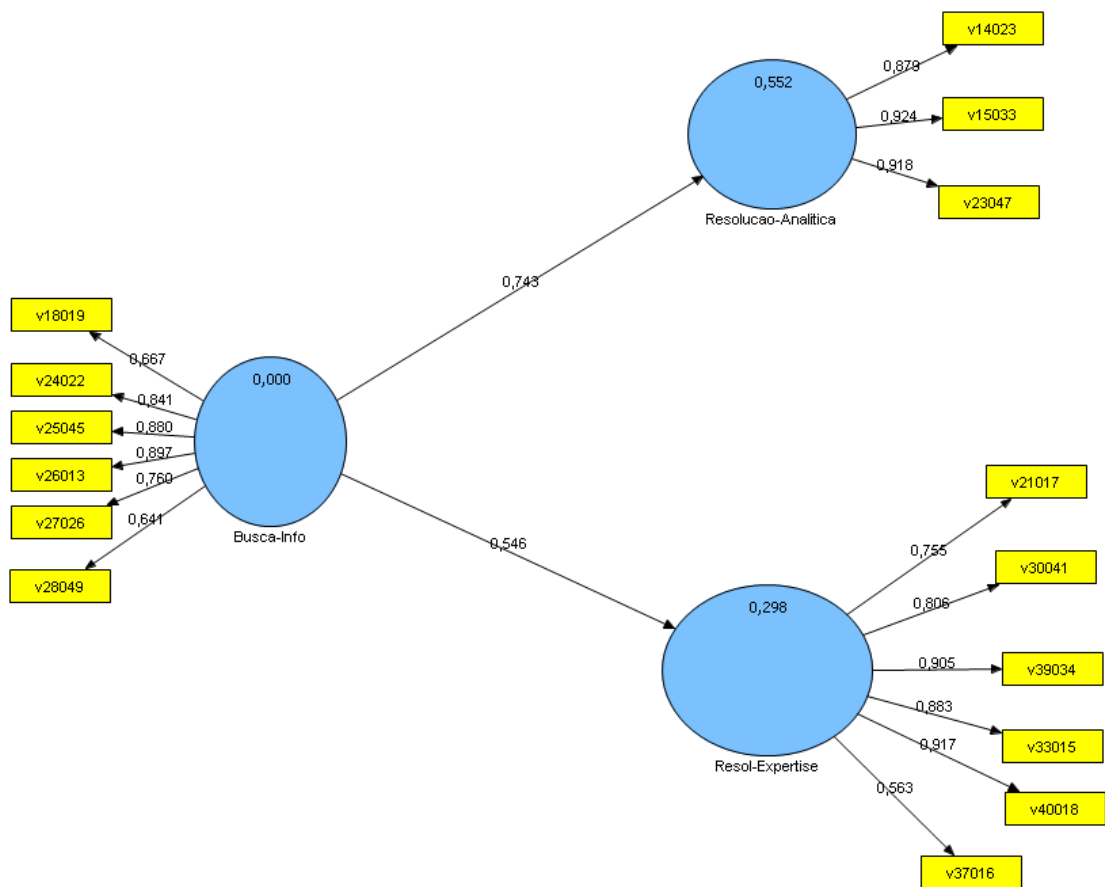 v14023
0,552
0,879
v15033
0,924
0,918
v23047
Resolucao-Analitica
0,743
v18019
0,667
0,000
v24022
0,841
v25045
0,880
0,897
v26013
0,760
v27026
0,641
Busca-Info
v28049
0,546
v21017
0,755
v30041
0,298
0,806
0,905
v39034
0,883
v33015
0,917
Resol-Expertise
0,563
v40018
v37016